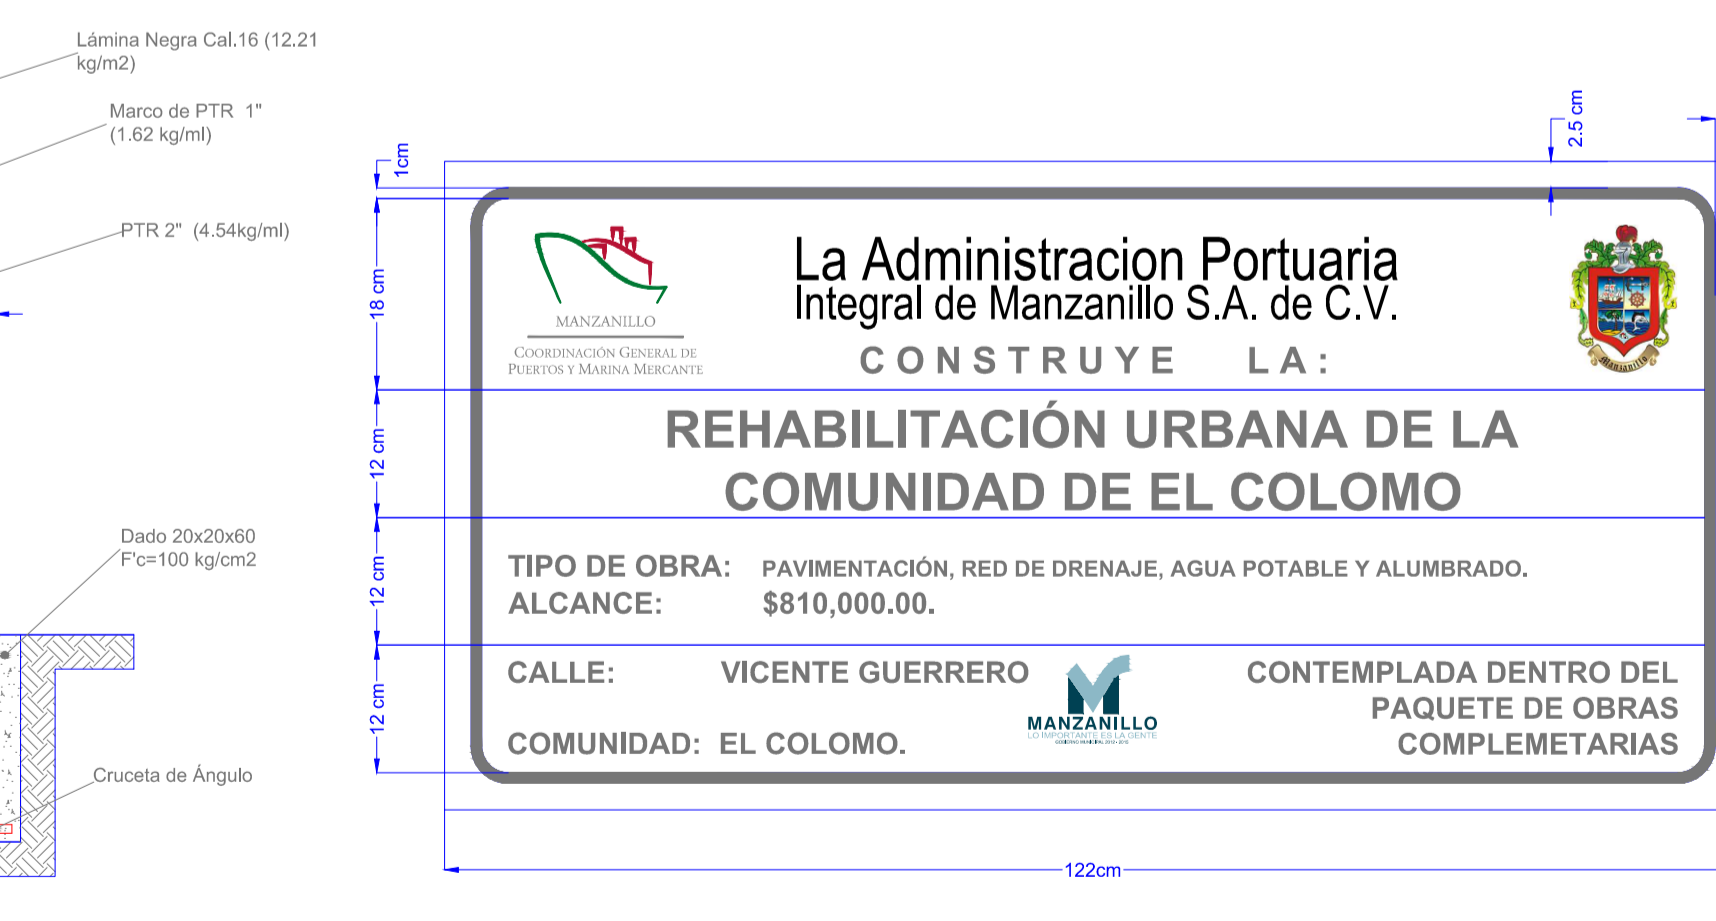 Lámina Negra Cal.16 (12.21
kg/m2)
Marco de PTR 1"
(1.62 kg/ml)
PTR 2" (4.54kg/ml)
Dado 20x20x60
F'c=100 kg/cm2
Cruceta de Ángulo
1cm
18 cm
12 cm
12 cm
12 cm
2.5 cm
122cm
MANZANILLO
COORDINACIÓN GENERAL DE
PUERTOS Y MARINA MERCANTE
La Administracion Portuaria
Integral de Manzanillo S.A. de C.V.
CONSTRUYE LA:
Manzanillo
REHABILITACIÓN URBANA DE LA
COMUNIDAD DE EL COLOMO
TIPO DE OBRA: PAVIMENTACIÓN, RED DE DRENAJE, AGUA POTABLE Y ALUMBRADO.
ALCANCE: $810,000.00.
CALLE: VICENTE GUERRERO
COMUNIDAD: EL COLOMO.
MANZANILLO
LO IMPORTANTE ES LA GENTE
GOBIERNO MUNICIPAL 2012 - 2015
CONTEMPLADA DENTRO DEL
PAQUETE DE OBRAS
COMPLEMETARIAS